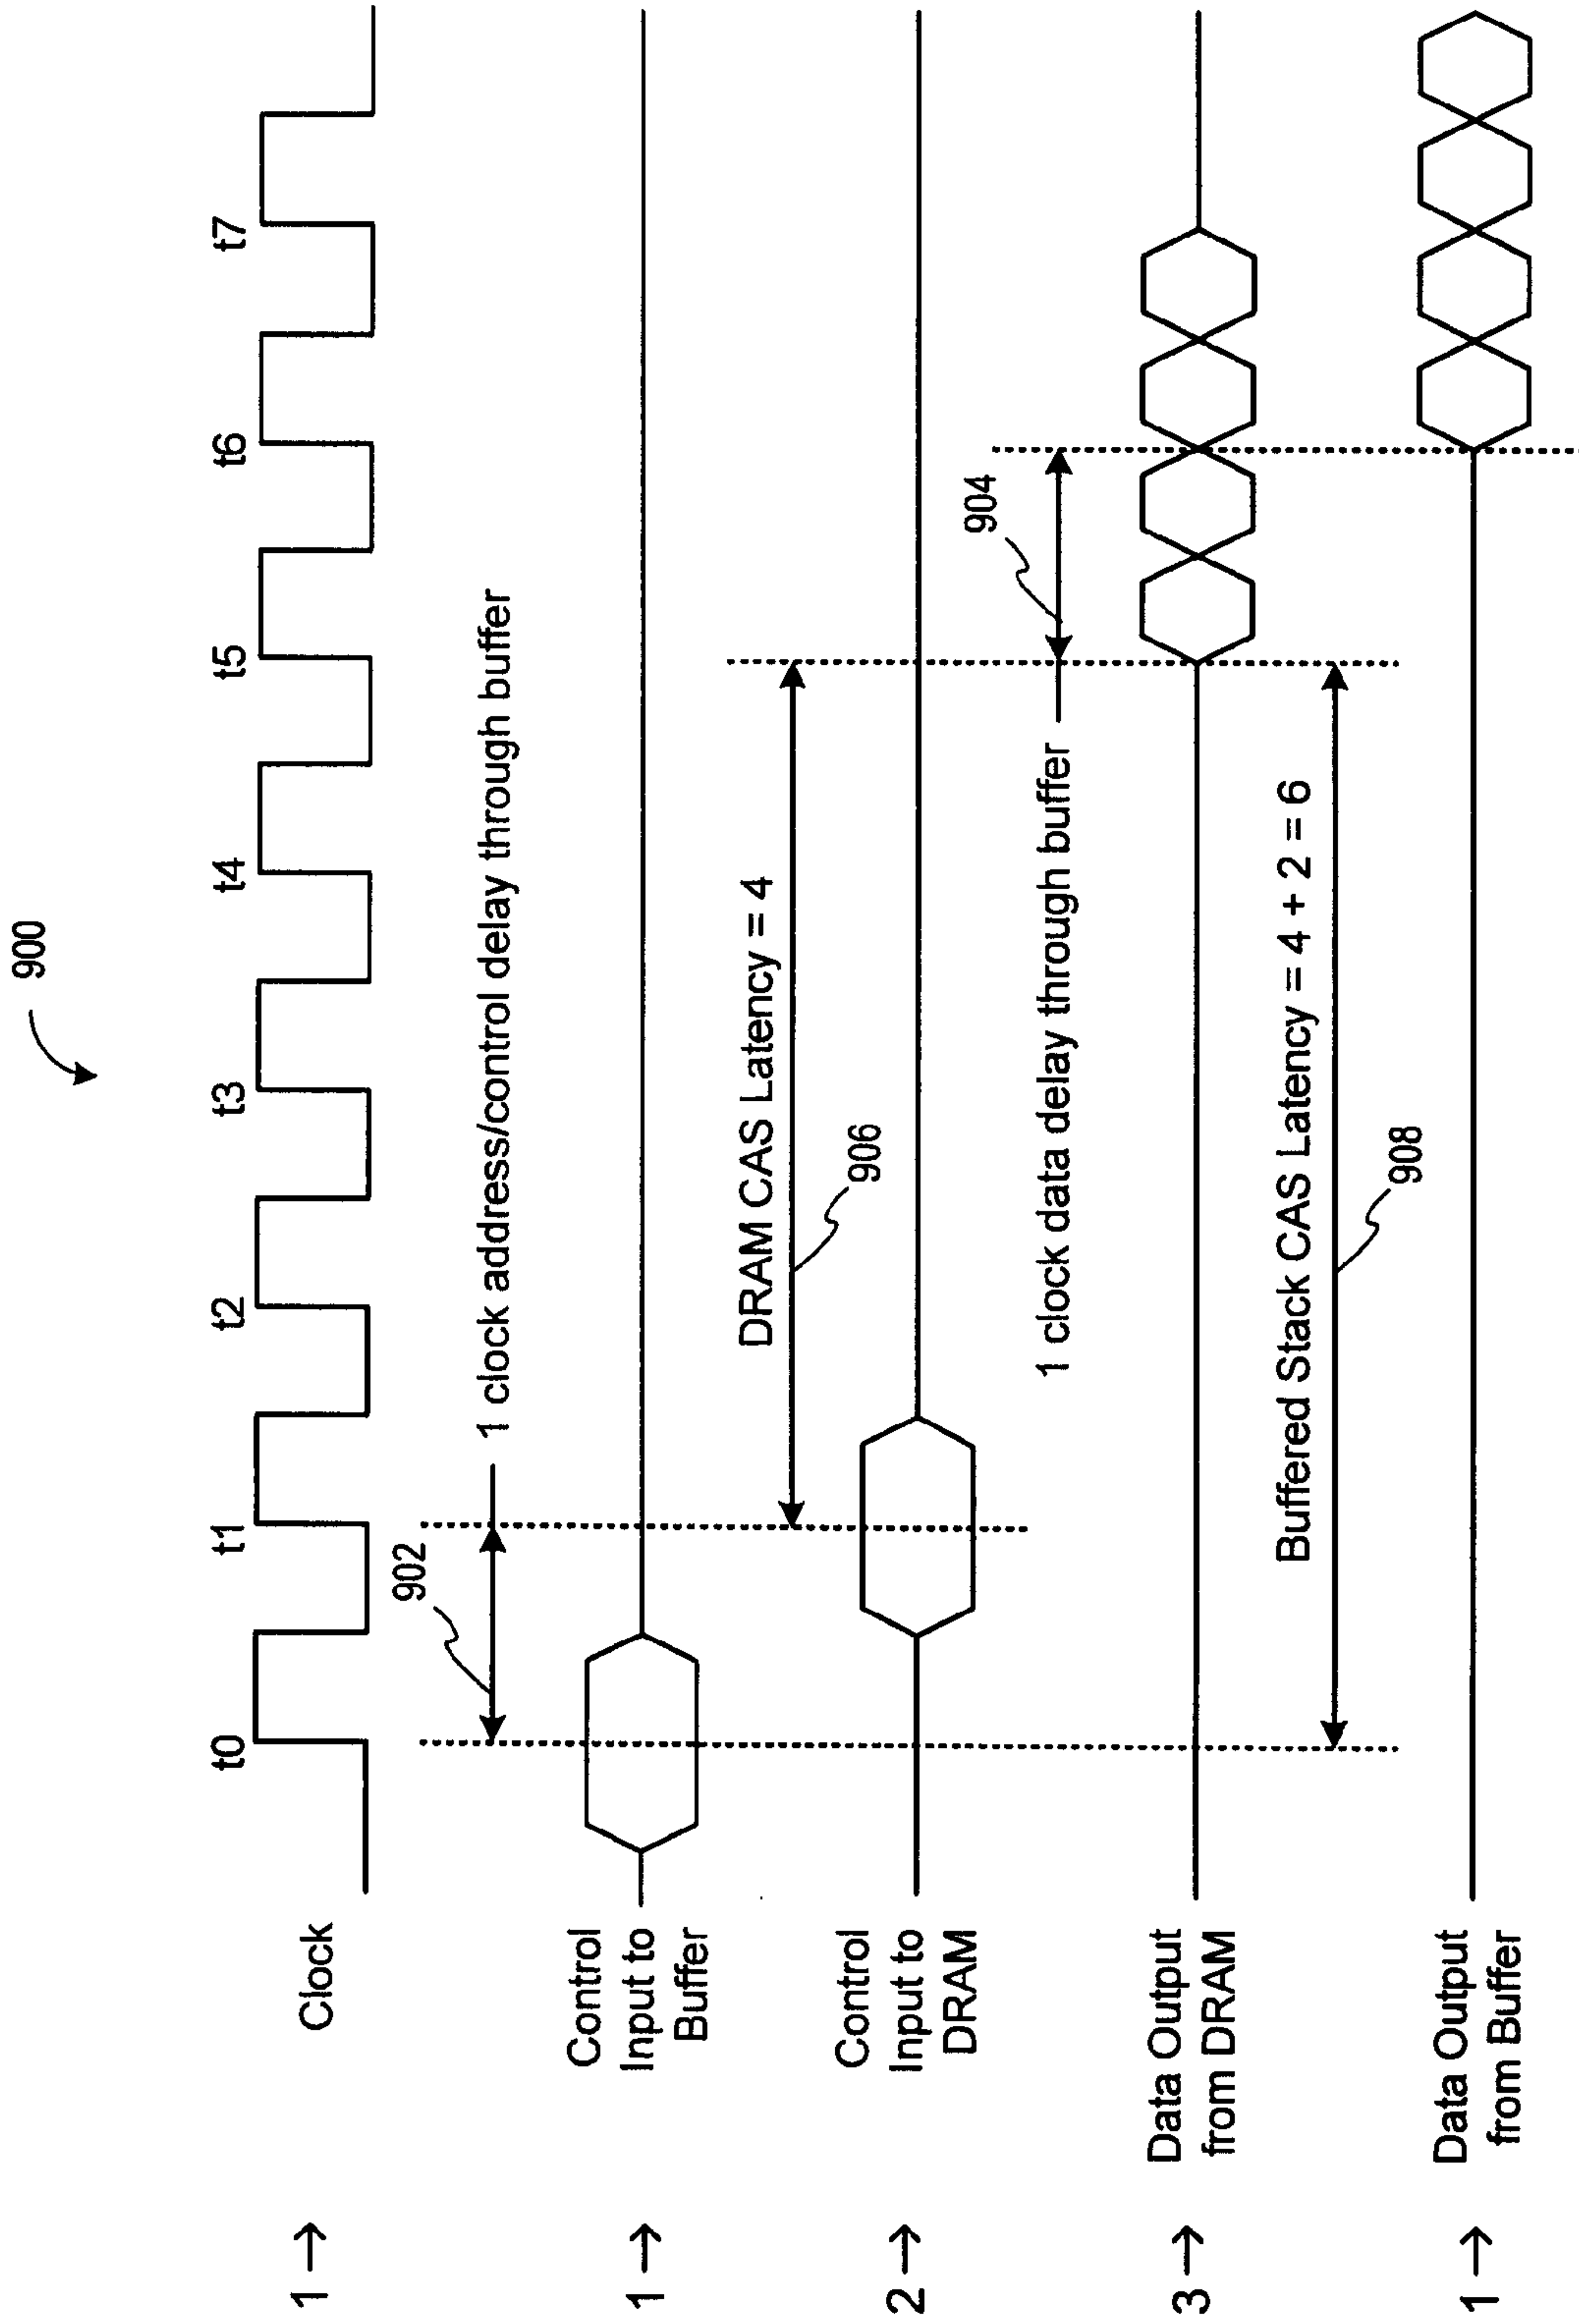 900
t0 t1 t2 t3 t4 t5 t6 t7
1→ Clock
902
1 clock address/control delay through buffer
1→ Control
Input to
Buffer
DRAM CAS Latency = 4
906
2→ Control
Input to
DRAM
904
1 clock data delay through buffer
3→ Data Output
from DRAM
Buffered Stack CAS Latency = 4 + 2 = 6
908
1→ Data Output
from Buffer